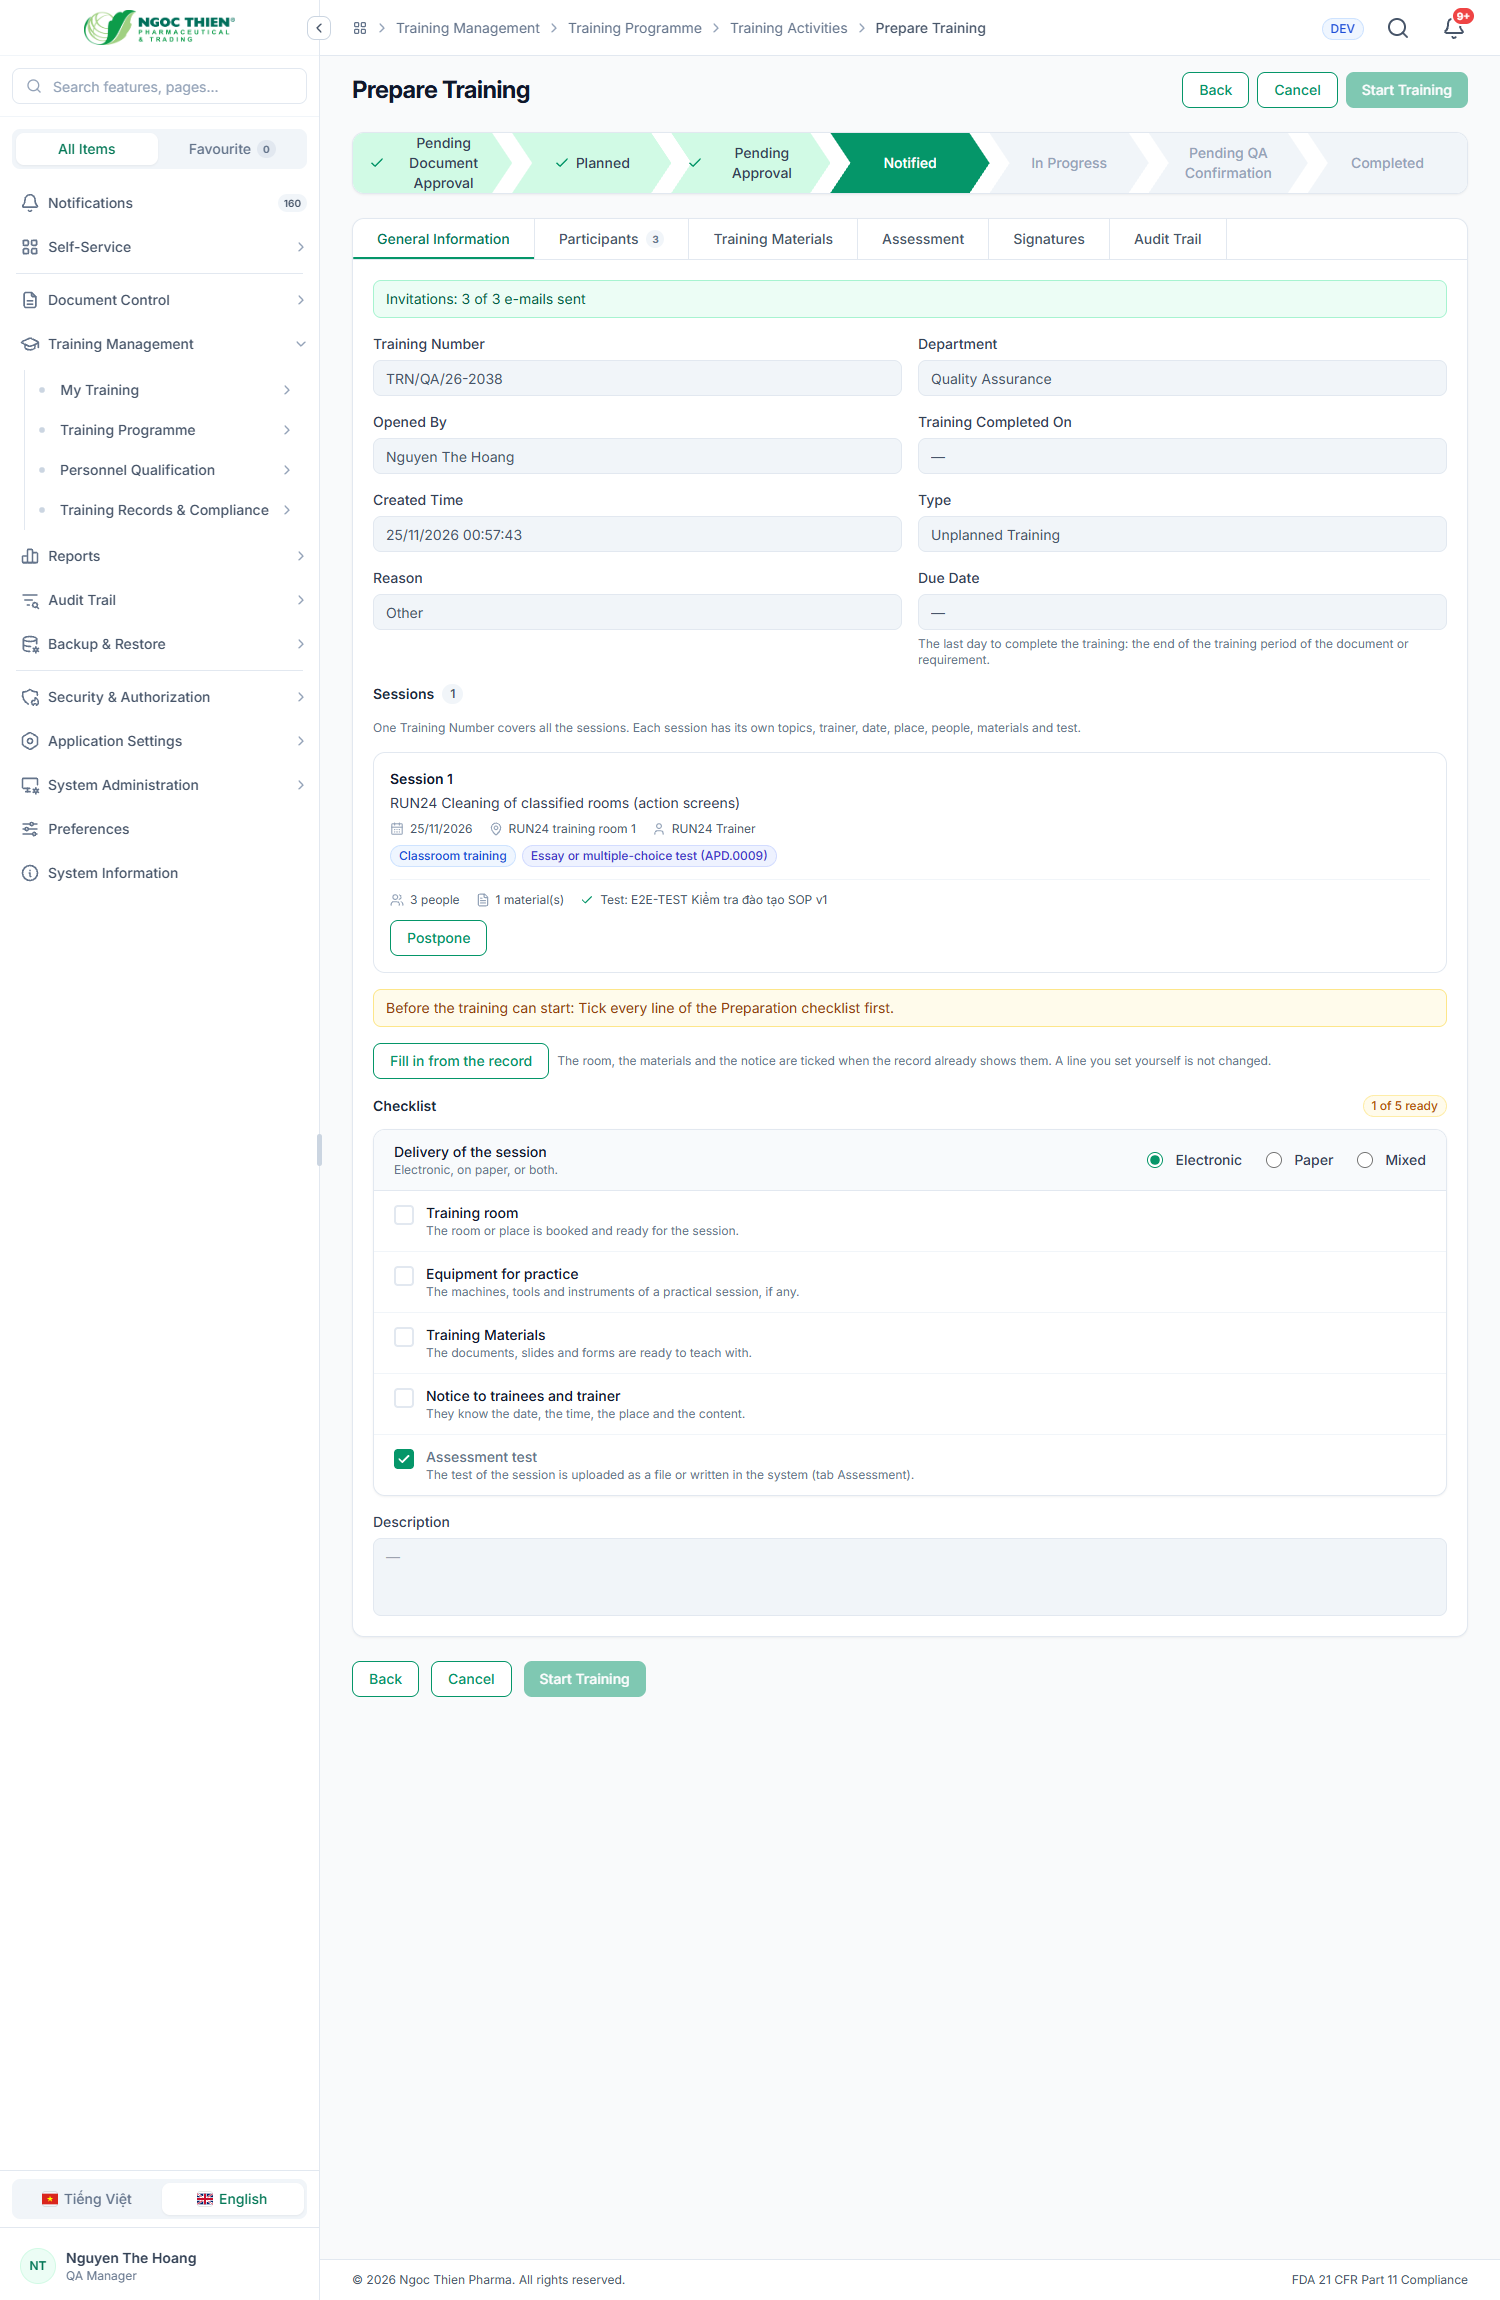 NGOC THIEN®
PHARMACEUTICAL
& TRADING
Search features, pages...
All Items
Favourite 0
Notifications 160
Self-Service
Document Control
Training Management
My Training
Training Programme
Personnel Qualification
Training Records & Compliance
Reports
Audit Trail
Backup & Restore
Security & Authorization
Application Settings
System Administration
Preferences
System Information
Tiếng Việt
English
NT
Nguyen The Hoang
QA Manager
Training Management
Training Programme
Training Activities
Prepare Training
DEV
9+
Prepare Training
Back
Cancel
Start Training
Pending
Document
Approval
Planned
Pending
Approval
Notified
In Progress
Pending QA
Confirmation
Completed
General Information
Participants 3
Training Materials
Assessment
Signatures
Audit Trail
Invitations: 3 of 3 e-mails sent
Training Number
TRN/QA/26-2038
Department
Quality Assurance
Opened By
Nguyen The Hoang
Training Completed On
—
Created Time
25/11/2026 00:57:43
Type
Unplanned Training
Reason
Other
Due Date
—
The last day to complete the training: the end of the training period of the document or
requirement.
Sessions 1
One Training Number covers all the sessions. Each session has its own topics, trainer, date, place, people, materials and test.
Session 1
RUN24 Cleaning of classified rooms (action screens)
25/11/2026 RUN24 training room 1 RUN24 Trainer
Classroom training Essay or multiple-choice test (APD.0009)
3 people 1 material(s) Test: E2E-TEST Kiểm tra đào tạo SOP v1
Postpone
Before the training can start: Tick every line of the Preparation checklist first.
Fill in from the record
The room, the materials and the notice are ticked when the record already shows them. A line you set yourself is not changed.
Checklist
1 of 5 ready
Delivery of the session
Electronic, on paper, or both.
Electronic
Paper
Mixed
Training room
The room or place is booked and ready for the session.
Equipment for practice
The machines, tools and instruments of a practical session, if any.
Training Materials
The documents, slides and forms are ready to teach with.
Notice to trainees and trainer
They know the date, the time, the place and the content.
Assessment test
The test of the session is uploaded as a file or written in the system (tab Assessment).
Description
—
Back
Cancel
Start Training
© 2026 Ngoc Thien Pharma. All rights reserved.
FDA 21 CFR Part 11 Compliance